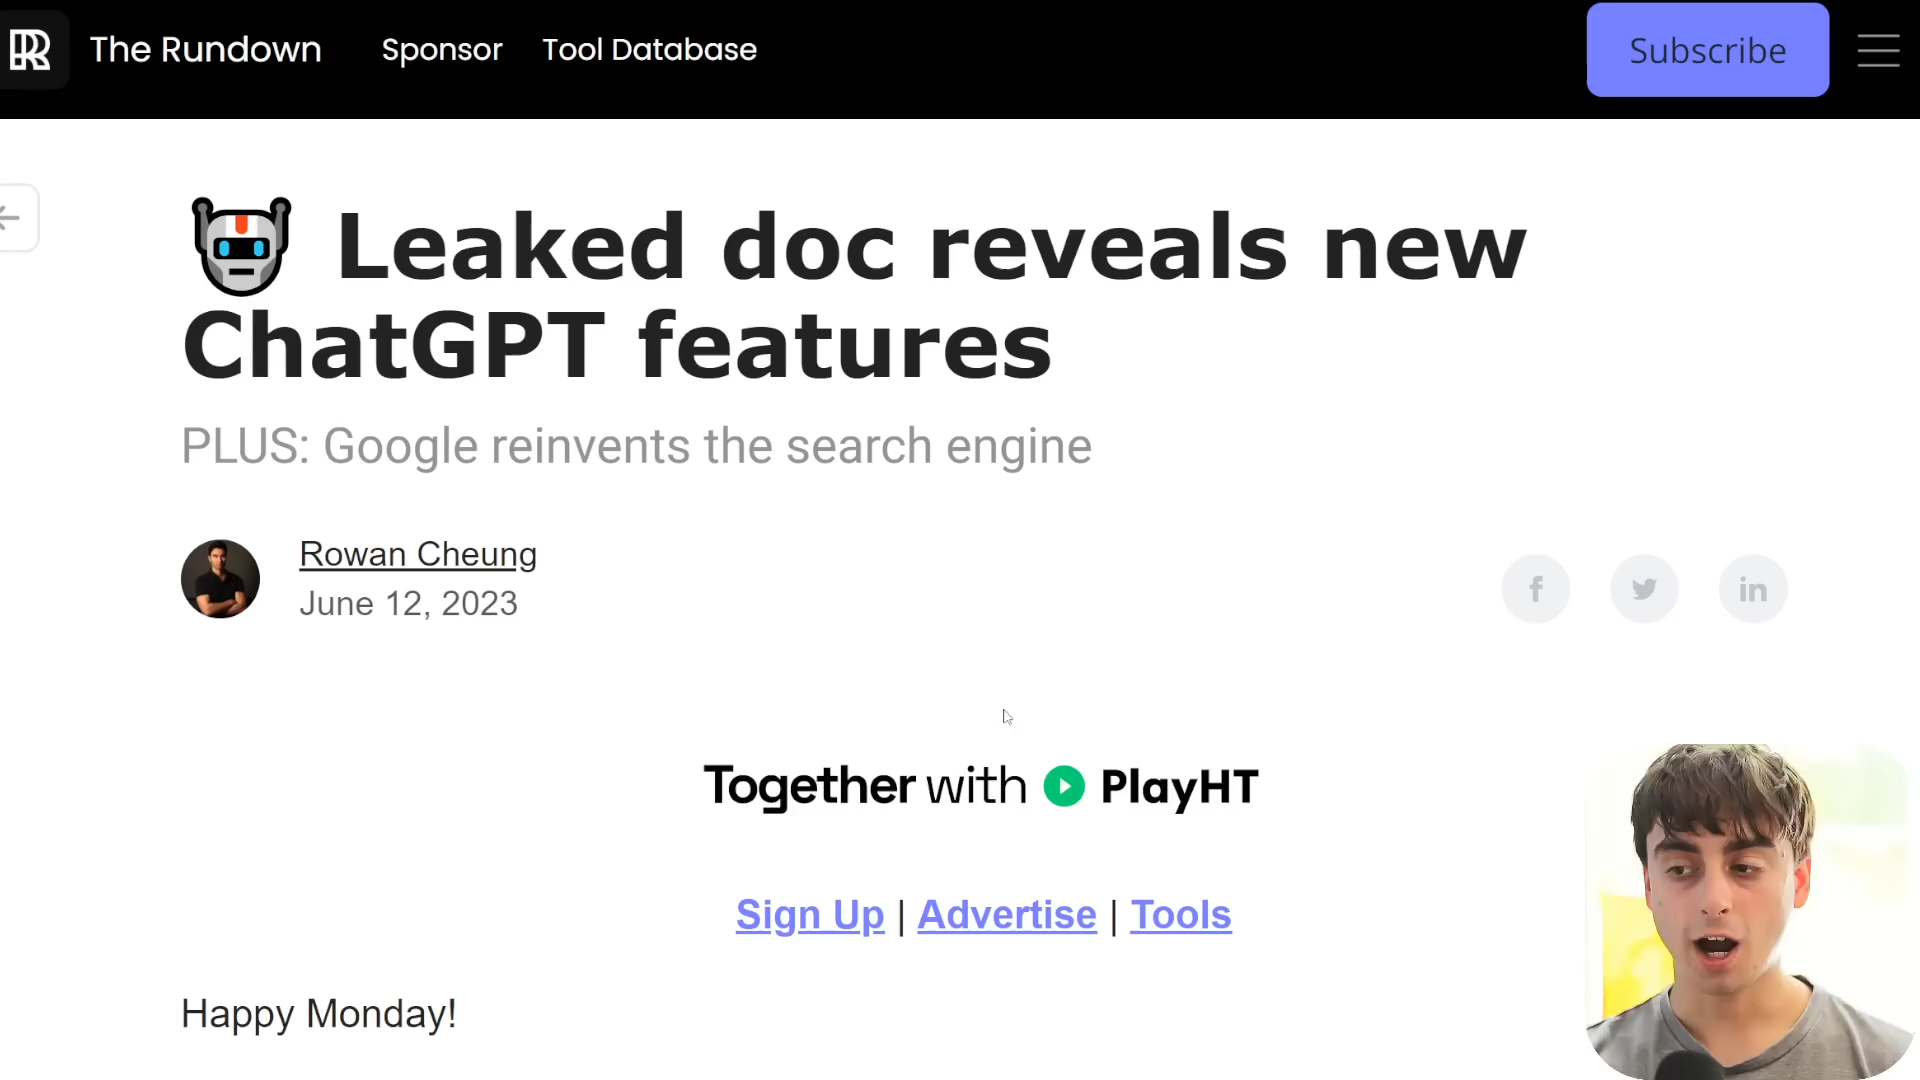 The Rundown Sponsor Tool Database Subscribe
Leaked doc reveals new
ChatGPT features
PLUS: Google reinvents the search engine
Rowan Cheung
June 12, 2023
Together with PlayHT
Sign Up | Advertise | Tools
Happy Monday!